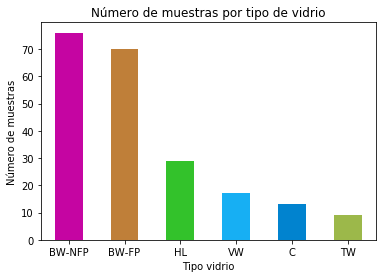 Número de muestras por tipo de vidrio
Número de muestras
70
60
50
40
30
20
10
0
BW-NFP BW-FP HL VW C TW
Tipo vidrio